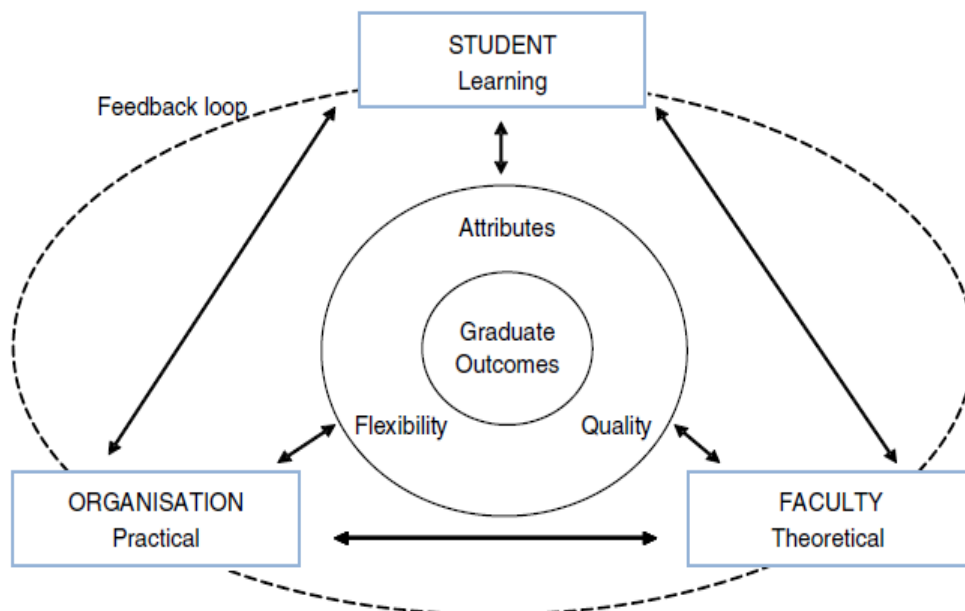 STUDENT
Learning
Feedback loop
Attributes
Graduate
Outcomes
Flexibility
Quality
ORGANISATION
Practical
FACULTY
Theoretical